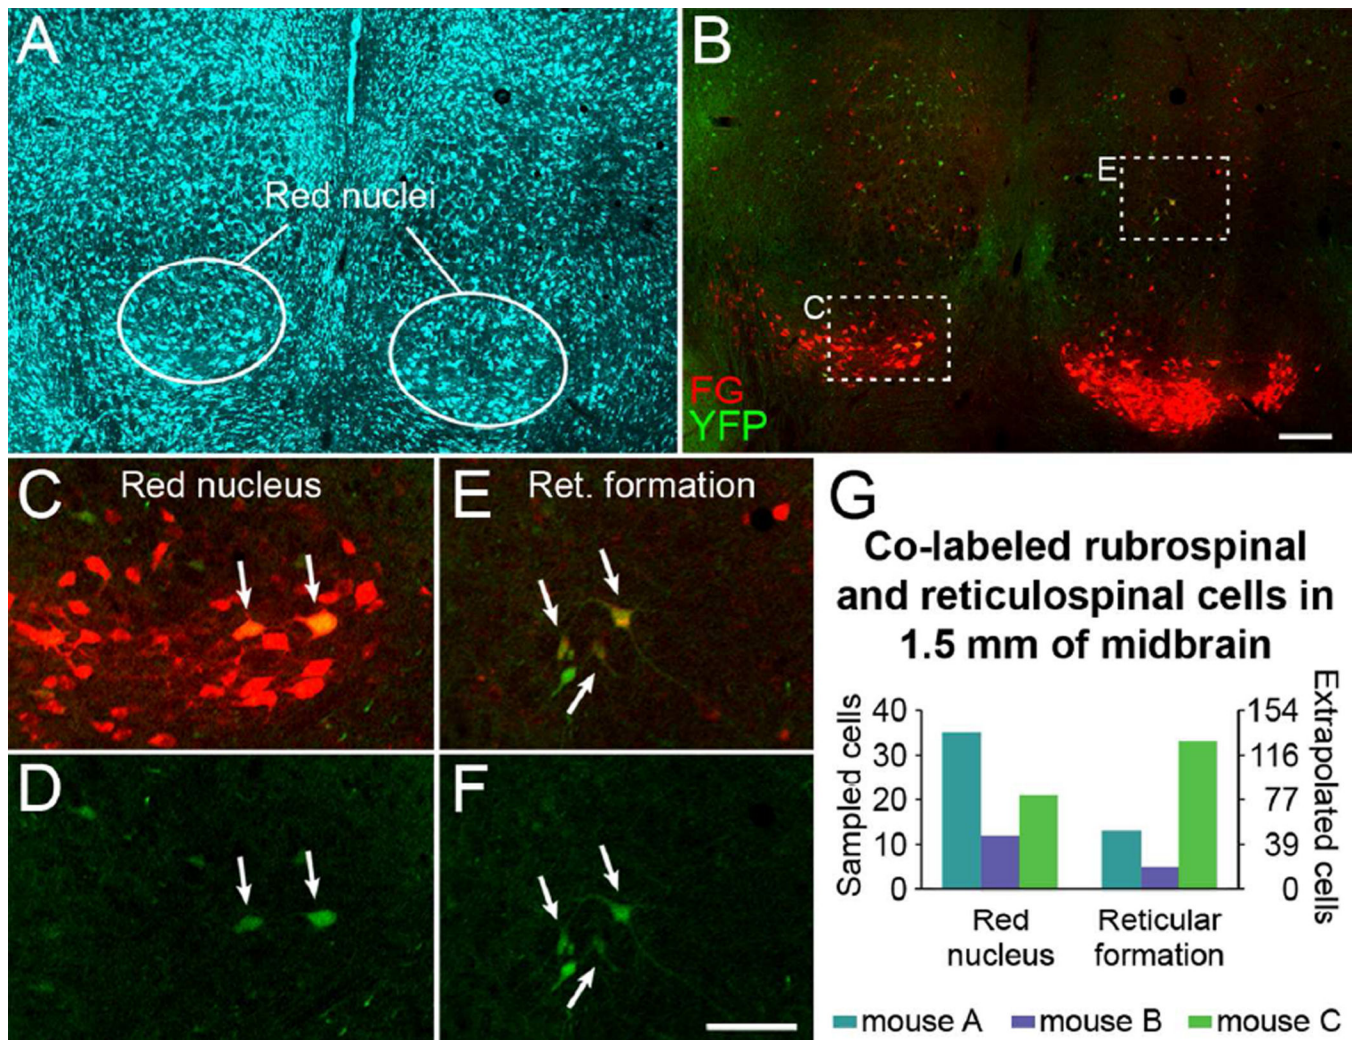 A
Red nuclei
B
E
C
FG
YFP
C
Red nucleus
E
Ret. formation
D
F
G
Co-labeled rubrospinal
and reticulospinal cells in
1.5 mm of midbrain
Sampled cells
40
30
20
10
0
Extrapolated cells
154
116
77
39
0
Red
nucleus
Reticular
formation
mouse A
mouse B
mouse C